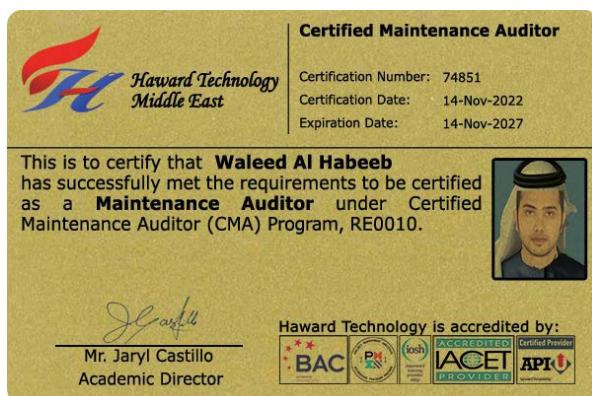 Haward Technology
Middle East
Certified Maintenance Auditor
Certification Number: 74851
Certification Date: 14-Nov-2022
Expiration Date: 14-Nov-2027
This is to certify that Waleed Al Habeeb
has successfully met the requirements to be certified
as a Maintenance Auditor under Certified
Maintenance Auditor (CMA) Program, RE0010.
Mr. Jaryl Castillo
Academic Director
Haward Technology is accredited by:
BAC
iosh
ACCREDITED
IACET
PROVIDER
Certified Provider
API